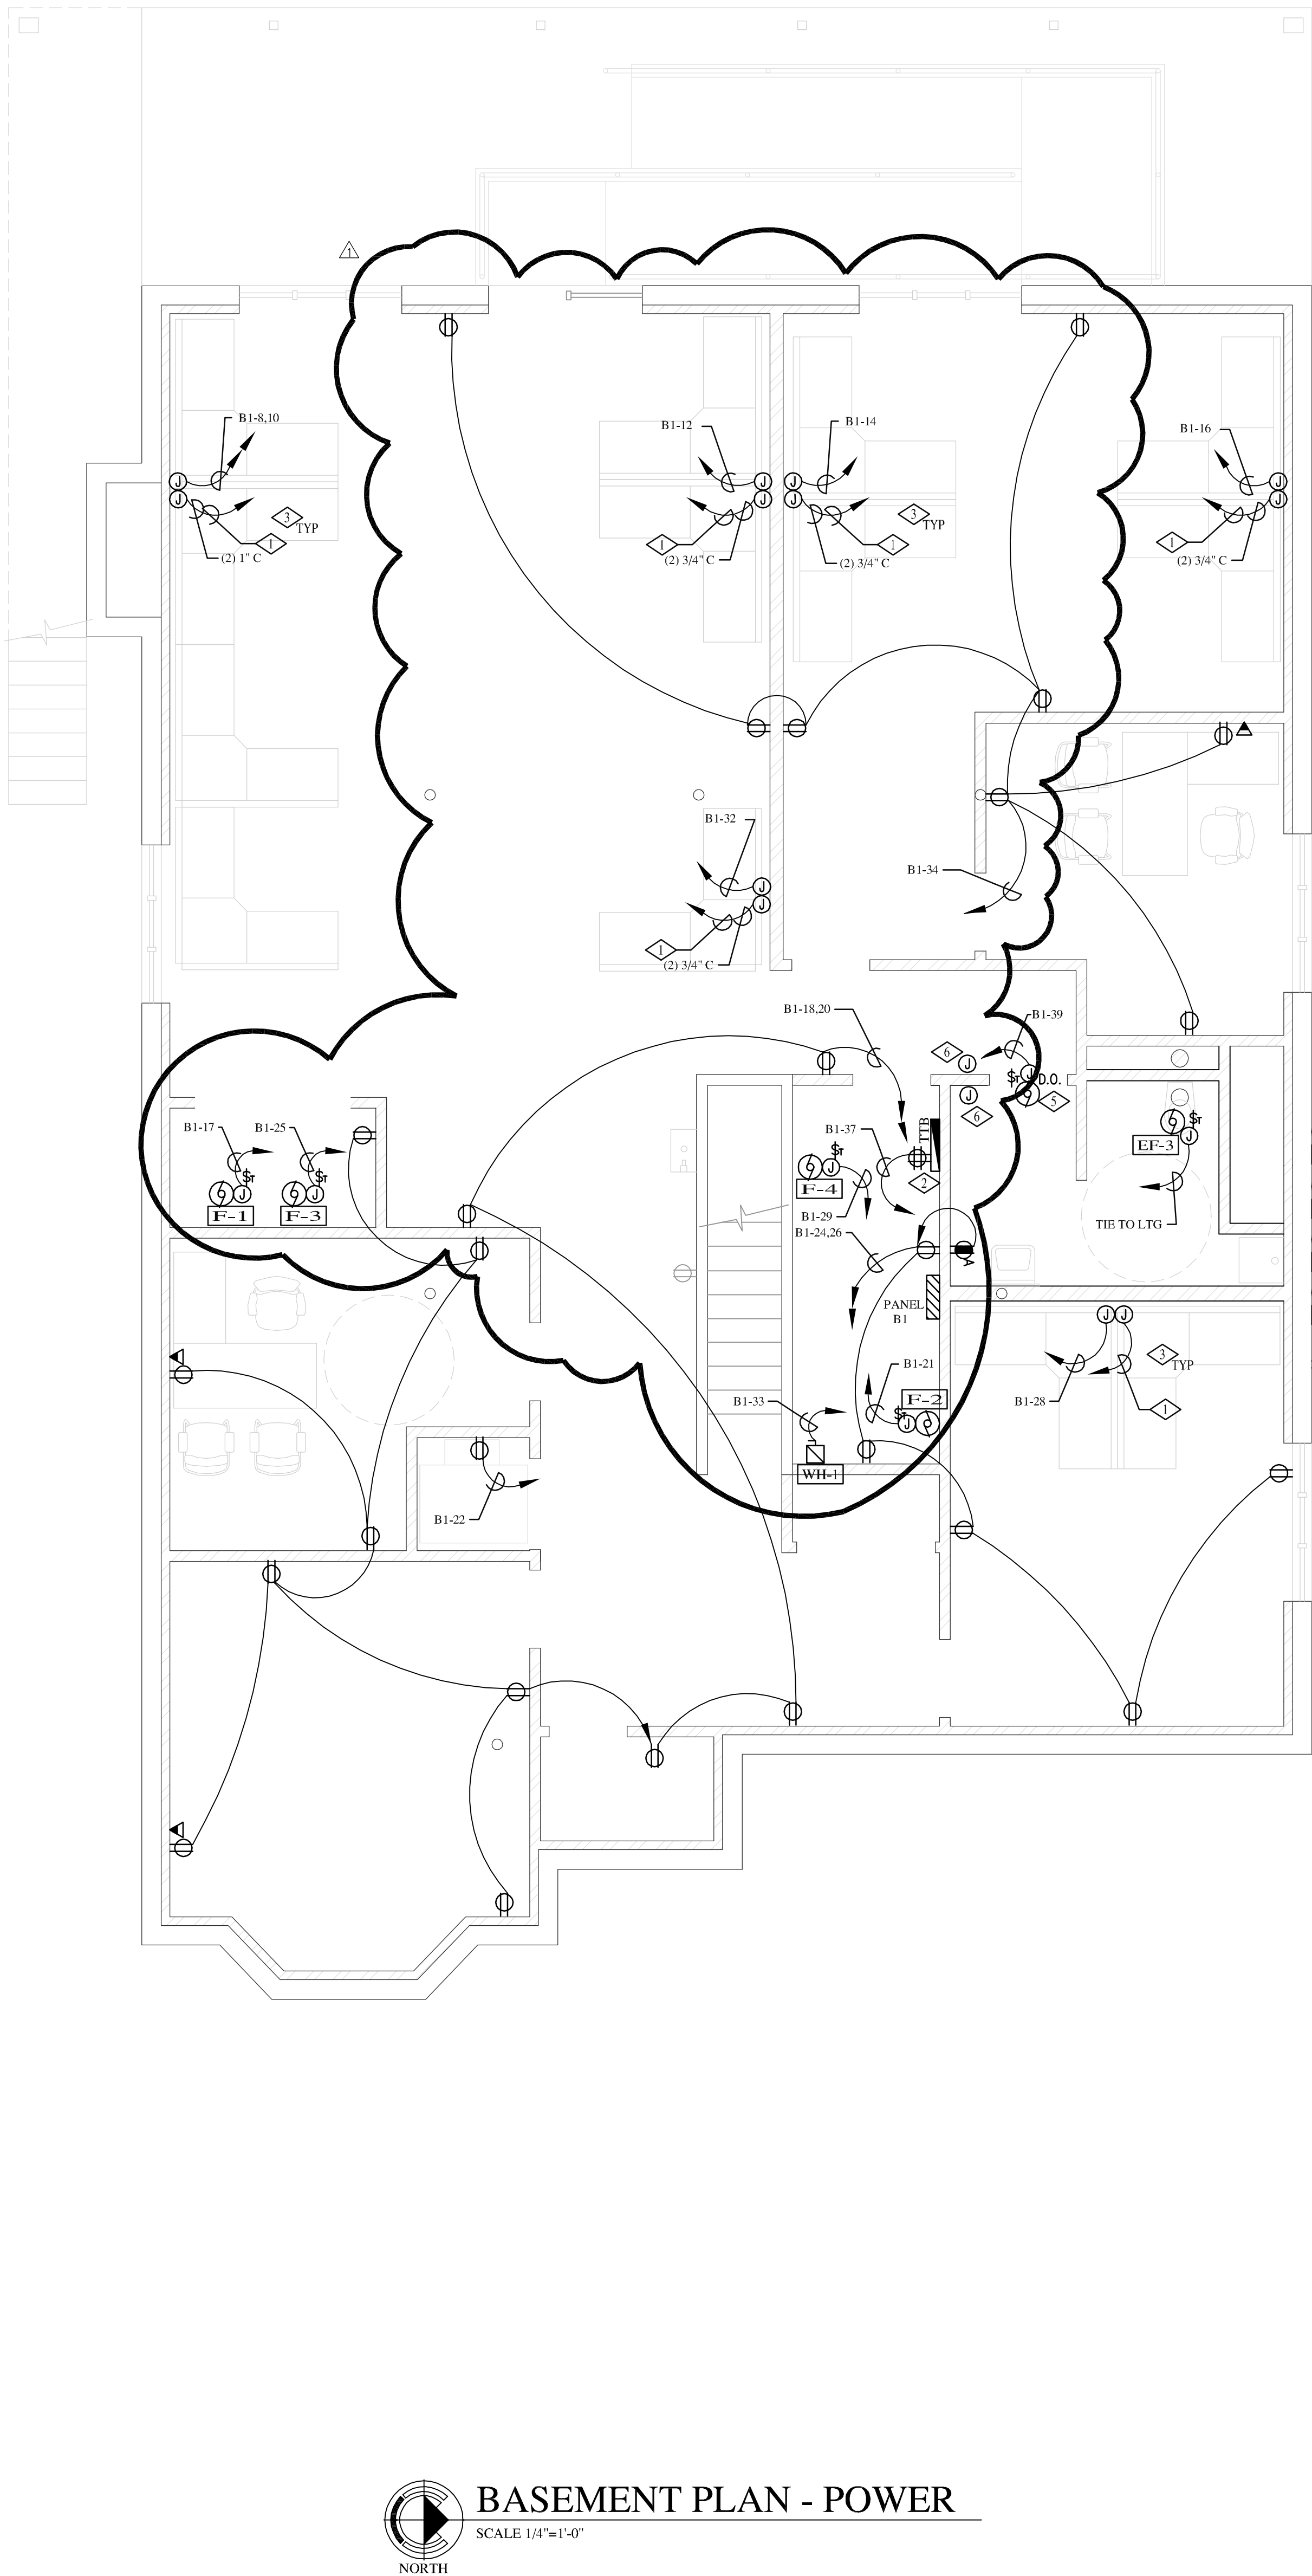 1
B1-8,10
B1-12
B1-14
B1-16
J
J
J
J
J
J
J
J
3
TYP
3
TYP
1
1
1
1
(2) 1" C
(2) 3/4" C
(2) 3/4" C
(2) 3/4" C
B1-32
J
J
B1-34
1
(2) 3/4" C
B1-18,20
B1-39
6
J
$T
J
D.O.
J
5
6
B1-17
B1-25
B1-37
TTB
$T
$T
$T
$T
J
J
J
J
F-1
F-3
F-4
2
EF-3
B1-29
B1-24,26
TIE TO LTG
A
PANEL
B1
J
J
3
TYP
B1-21
F-2
B1-33
$T
J
B1-28
1
WH-1
B1-22
BASEMENT PLAN - POWER
SCALE 1/4"=1'-0"
NORTH